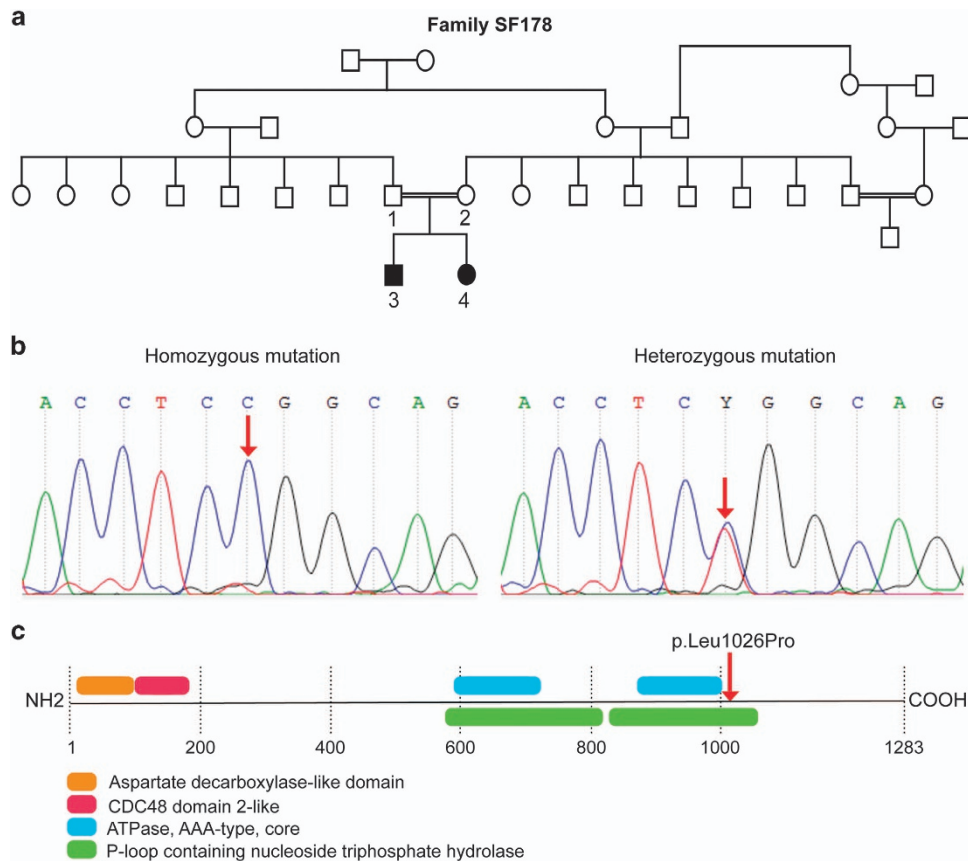 a
Family SF178
1 2
3 4
b
Homozygous mutation
Heterozygous mutation
A C C T C C G G C A G
A C C T C Y G G C A G
c
p.Leu1026Pro
NH2
COOH
1 200 400 600 800 1000 1283
Aspartate decarboxylase-like domain
CDC48 domain 2-like
ATPase, AAA-type, core
P-loop containing nucleoside triphosphate hydrolase